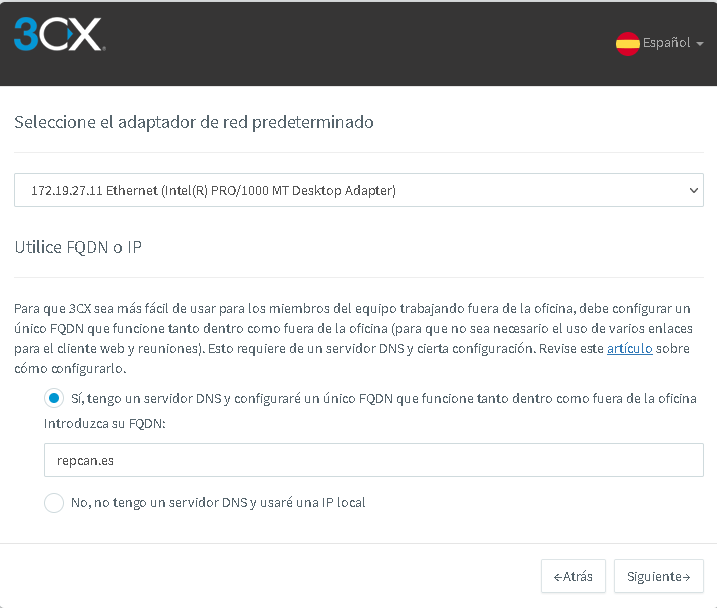 3CX
Español
Seleccione el adaptador de red predeterminado
172.19.27.11 Ethernet (Intel(R) PRO/1000 MT Desktop Adapter)
Utilice FQDN o IP
Para que 3CX sea más fácil de usar para los miembros del equipo trabajando fuera de la oficina, debe configurar un
único FQDN que funcione tanto dentro como fuera de la oficina (para que no sea necesario el uso de varios enlaces
para el cliente web y reuniones). Esto requiere de un servidor DNS y cierta configuración. Revise este artículo sobre
cómo configurarlo.
Sí, tengo un servidor DNS y configuraré un único FQDN que funcione tanto dentro como fuera de la oficina
Introduzca su FQDN:
repcan.es
No, no tengo un servidor DNS y usaré una IP local
←Atrás
Siguiente→